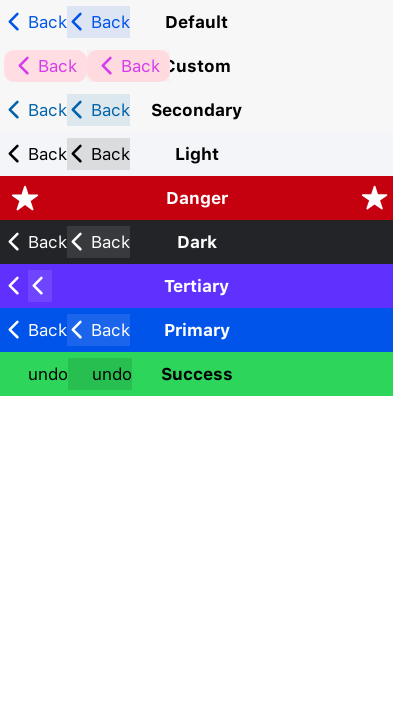 Back Back Default
Back Back Custom
Back Back Secondary
Back Back Light
Danger
Back Back Dark
Tertiary
Back Back Primary
undo undo Success